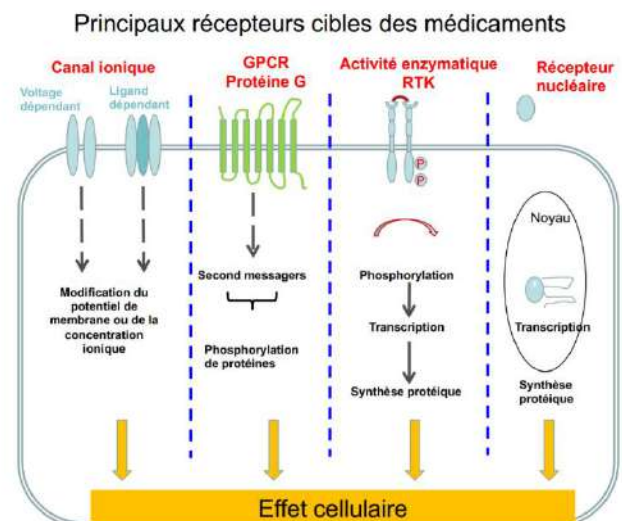 Principaux récepteurs cibles des médicaments
Canal ionique
Voltage
dépendant
Ligand
dépendant
Modification du
potentiel de
membrane ou de la
concentration
ionique
GPCR
Protéine G
Second messagers
Phosphorylation
de protéines
Activité enzymatique
RTK
P
P
Phosphorylation
Transcription
Synthèse protéique
Récepteur
nucléaire
Noyau
Transcription
Synthèse
protéique
Effet cellulaire